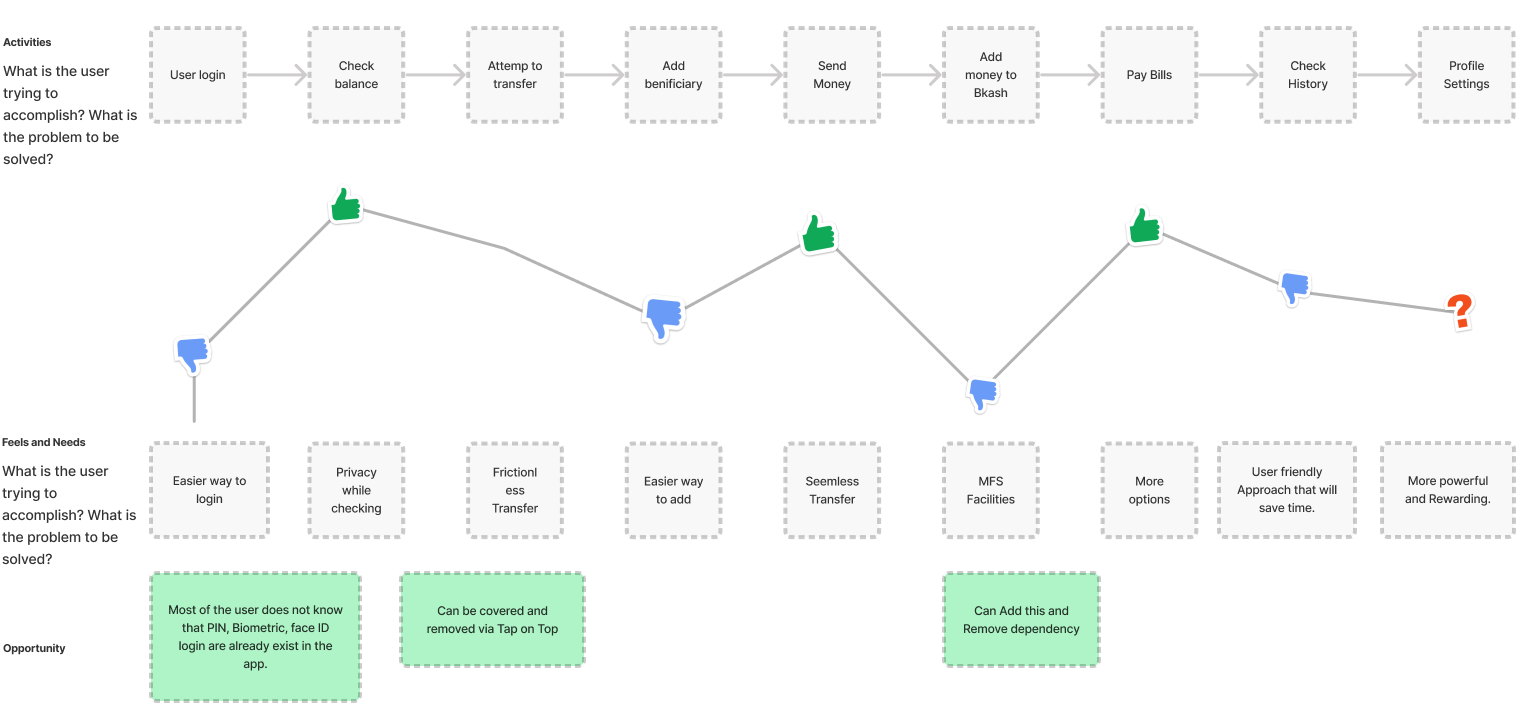 Activities
What is the user
trying to
accomplish? What is
the problem to be
solved?
User login
Check
balance
Attemp to
transfer
Add
benificiary
Send
Money
Add
money to
Bkash
Pay Bills
Check
History
Profile
Settings
?
Feels and Needs
What is the user
trying to
accomplish? What is
the problem to be
solved?
Easier way to
login
Privacy
while
checking
Frictionl
ess
Transfer
Easier way
to add
Seemless
Transfer
MFS
Facilities
More
options
User friendly
Approach that will
save time.
More powerful
and Rewarding.
Opportunity
Most of the user does not know
that PIN, Biometric, face ID
login are already exist in the
app.
Can be covered and
removed via Tap on Top
Can Add this and
Remove dependency